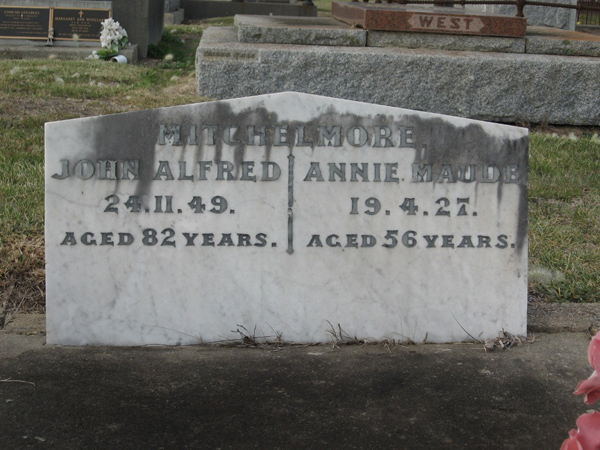 WEST
MITCHELMORE
JOHN ALFRED
24.11.49.
AGED 82 YEARS.
ANNIE MAUDE
19.4.27.
AGED 56 YEARS.